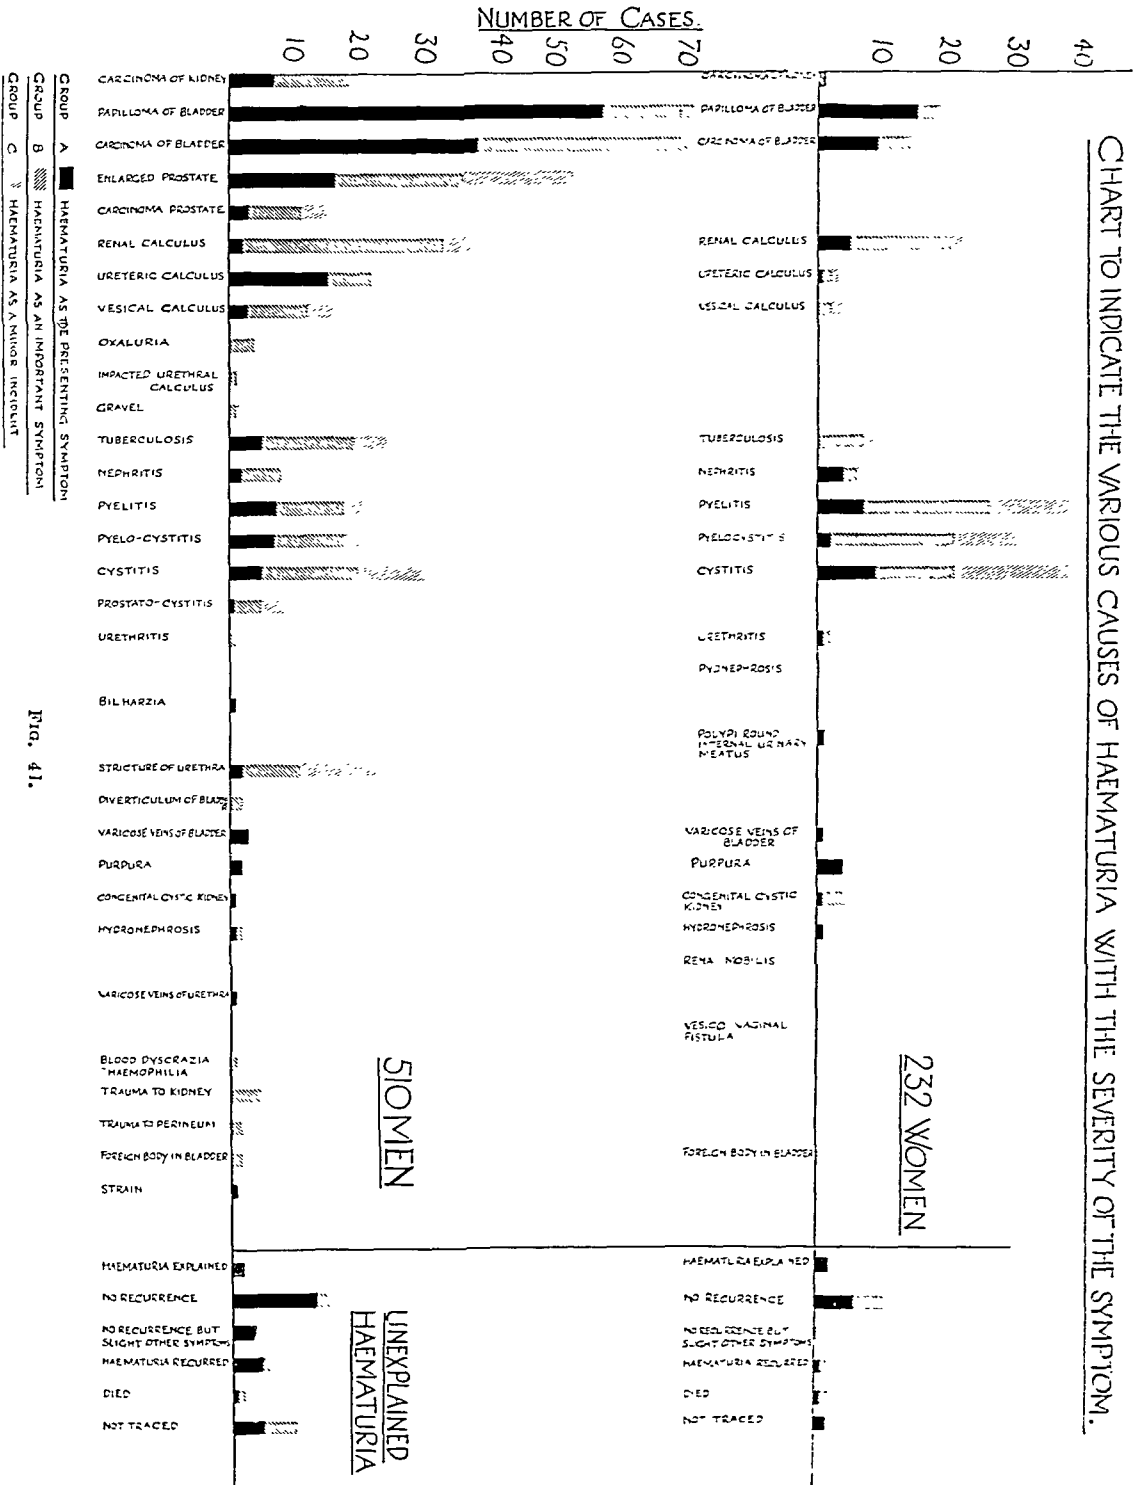 CHART TO INDICATE THE VARIOUS CAUSES OF HAEMATURIA WITH THE SEVERITY OF THE SYMPTOM.
NUMBER OF CASES.
10 20 30 40 50 60 70
10 20 30 40
CARCINOMA OF KIDNEY
PAPILLOMA OF BLADDER
CARCINOMA OF BLADDER
ENLARGED PROSTATE
CARCINOMA PROSTATE
RENAL CALCULUS
URETERIC CALCULUS
VESICAL CALCULUS
OXALURIA
IMPACTED URETHRAL
CALCULUS
GRAVEL
TUBERCULOSIS
NEPHRITIS
PYELITIS
PYELO-CYSTITIS
CYSTITIS
PROSTATO-CYSTITIS
URETHRITIS
BILHARZIA
STRICTURE OF URETHRA
DIVERTICULUM OF BLADDER
VARICOSE VEINS OF BLADDER
PURPURA
CONGENITAL CYSTIC KIDNEY
HYDRONEPHROSIS
VARICOSE VEINS OF URETHRA
BLOOD DYSCRAZIA
HAEMOPHILIA
TRAUMA TO KIDNEY
TRAUMA TO PERINEUM
FOREIGN BODY IN BLADDER
STRAIN
HAEMATURIA EXPLAINED
NO RECURRENCE
NO RECURRENCE BUT
SLIGHT OTHER SYMPTOMS
HAEMATURIA RECURRED
DIED
NOT TRACED
510 MEN
UNEXPLAINED
HAEMATURIA
CARCINOMA OF KIDNEY
PAPILLOMA OF BLADDER
CARCINOMA OF BLADDER
RENAL CALCULUS
URETERIC CALCULUS
VESICAL CALCULUS
TUBERCULOSIS
NEPHRITIS
PYELITIS
PYELOCYSTITIS
CYSTITIS
URETHRITIS
PYONEPHROSIS
POLYPI ROUND
INTERNAL URINARY
MEATUS
VARICOSE VEINS OF
BLADDER
PURPURA
CONGENITAL CYSTIC
KIDNEY
HYDRONEPHROSIS
RENA MOBILIS
VESICO VAGINAL
FISTULA
FOREIGN BODY IN BLADDER
HAEMATURIA EXPLAINED
NO RECURRENCE
NO RECURRENCE BUT
SLIGHT OTHER SYMPTOMS
HAEMATURIA RECURRED
DIED
NOT TRACED
232 WOMEN
GROUP A HAEMATURIA AS THE PRESENTING SYMPTOM
GROUP B HAEMATURIA AS AN IMPORTANT SYMPTOM
GROUP C HAEMATURIA AS A MINOR INCIDENT
FIG. 41.